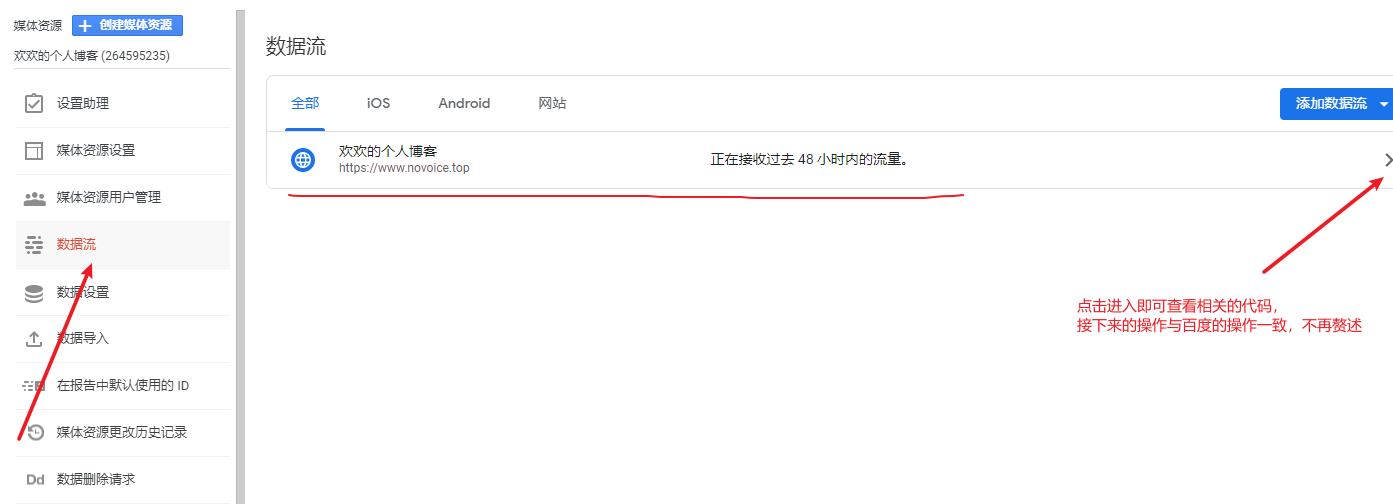 媒体资源 创建媒体资源
欢欢的个人博客 (264595235)
设置助理
媒体资源设置
媒体资源用户管理
数据流
数据设置
数据导入
在报告中默认使用的 ID
媒体资源更改历史记录
Dd 数据删除请求
数据流
全部 iOS Android 网站
添加数据流
欢欢的个人博客
https://www.novoice.top
正在接收过去 48 小时内的流量。
点击进入即可查看相关的代码，
接下来的操作与百度的操作一致，不再赘述